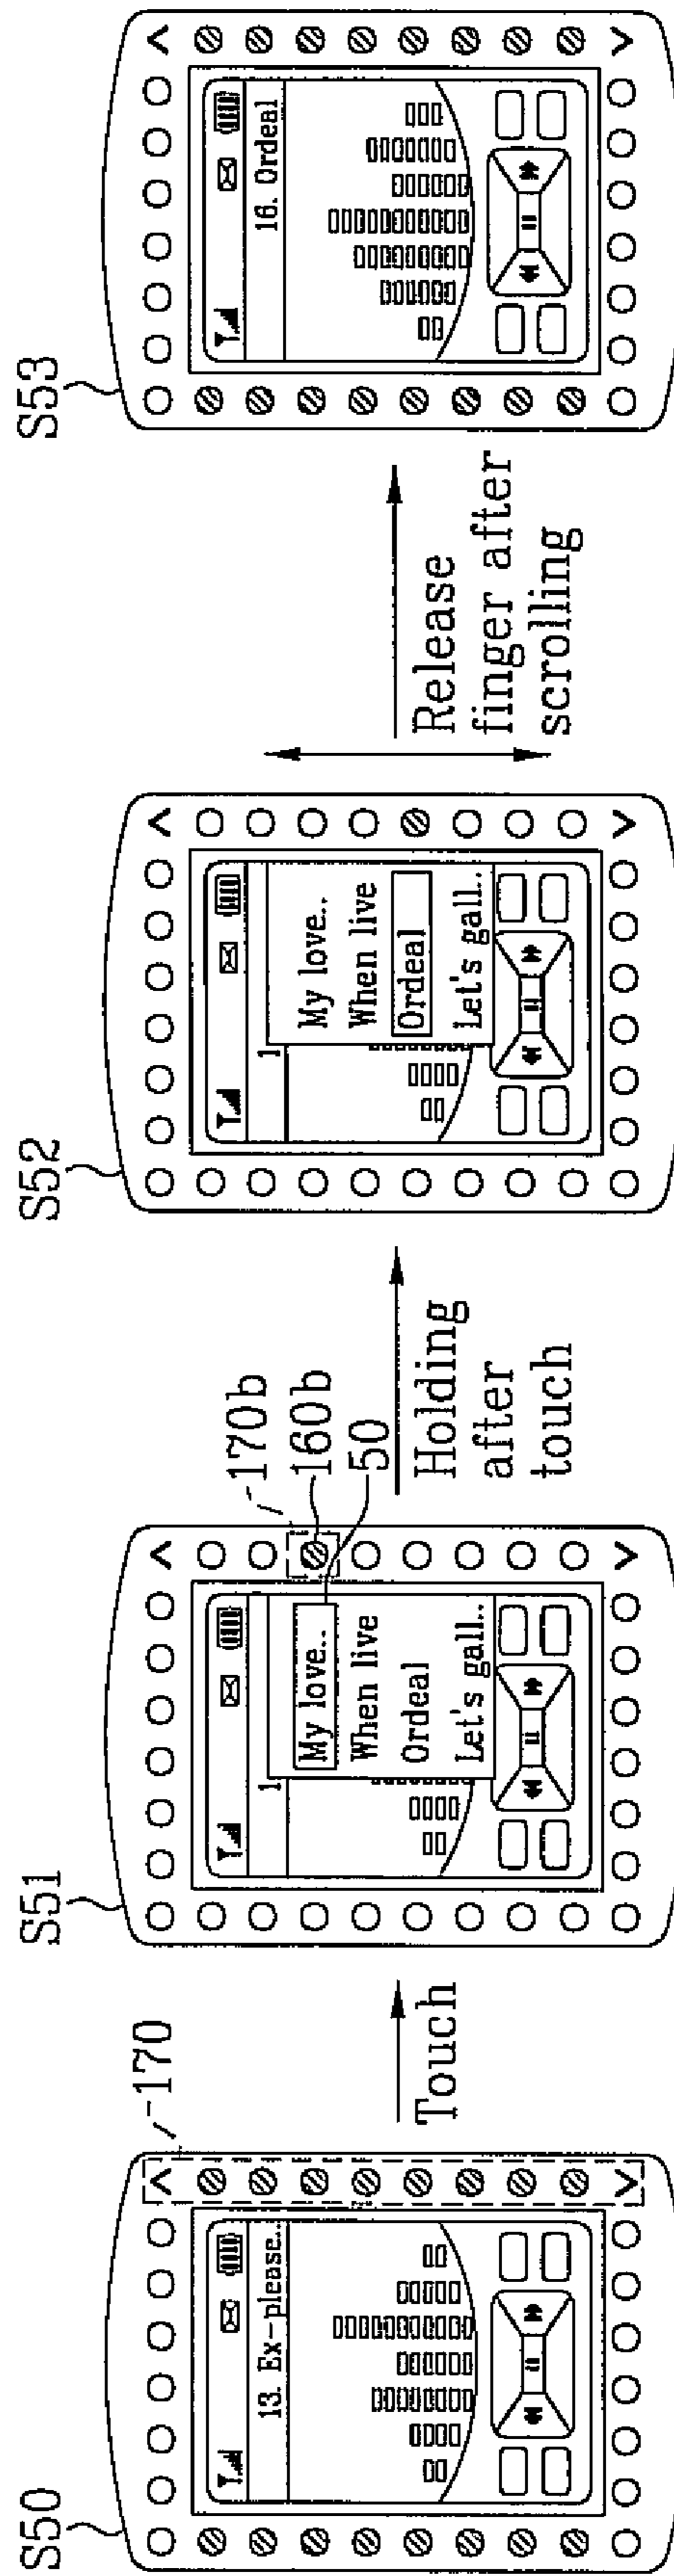 S50
170
13. Ex-please..
Touch
S51
170b
160b
50
1
My love..
When live
Ordeal
Let's gall..
Holding
after
touch
S52
1
My love..
When live
Ordeal
Let's gall..
Release
finger after
scrolling
S53
16. Ordeal